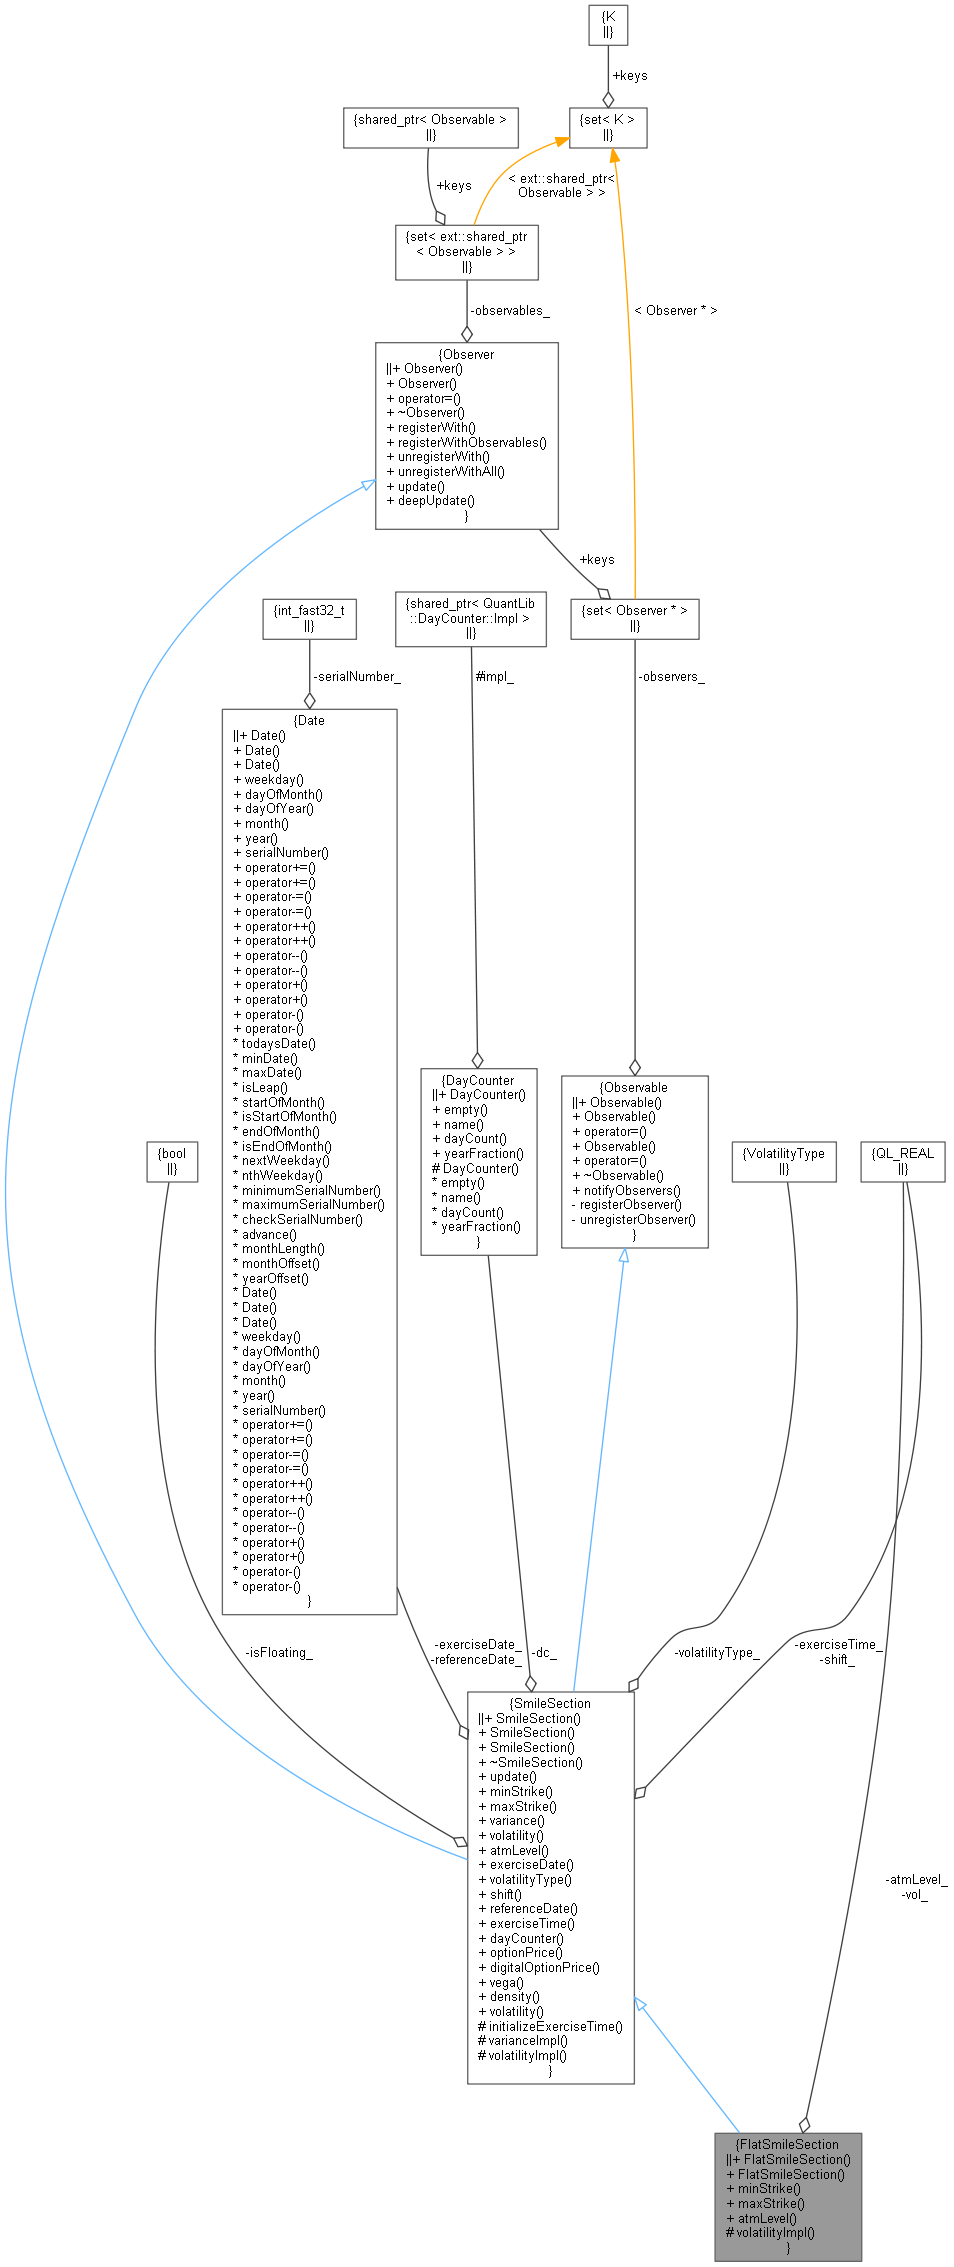 {K
||}
+keys
{shared_ptr< Observable >
||}
{set< K >
||}
+keys
< ext::shared_ptr<
Observable > >
{set< ext::shared_ptr
< Observable > >
||}
-observables_
< Observer * >
{Observer
||+ Observer()
+ Observer()
+ operator=()
+ ~Observer()
+ registerWith()
+ registerWithObservables()
+ unregisterWith()
+ unregisterWithAll()
+ update()
+ deepUpdate()
}
+keys
{int_fast32_t
||}
{shared_ptr< QuantLib
::DayCounter::Impl >
||}
{set< Observer * >
||}
-serialNumber_
#impl_
-observers_
{Date
||+ Date()
+ Date()
+ Date()
+ weekday()
+ dayOfMonth()
+ dayOfYear()
+ month()
+ year()
+ serialNumber()
+ operator+=()
+ operator+=()
+ operator-=()
+ operator-=()
+ operator++()
+ operator++()
+ operator--()
+ operator--()
+ operator+()
+ operator+()
+ operator-()
+ operator-()
* todaysDate()
* minDate()
* maxDate()
* isLeap()
* startOfMonth()
* isStartOfMonth()
* endOfMonth()
* isEndOfMonth()
* nextWeekday()
* nthWeekday()
* minimumSerialNumber()
* maximumSerialNumber()
* checkSerialNumber()
* advance()
* monthLength()
* monthOffset()
* yearOffset()
* Date()
* Date()
* Date()
* weekday()
* dayOfMonth()
* dayOfYear()
* month()
* year()
* serialNumber()
* operator+=()
* operator+=()
* operator-=()
* operator-=()
* operator++()
* operator++()
* operator--()
* operator--()
* operator+()
* operator+()
* operator-()
* operator-()
}
{DayCounter
||+ DayCounter()
+ empty()
+ name()
+ dayCount()
+ yearFraction()
# DayCounter()
* empty()
* name()
* dayCount()
* yearFraction()
}
{Observable
||+ Observable()
+ Observable()
+ operator=()
+ Observable()
+ operator=()
+ ~Observable()
+ notifyObservers()
- registerObserver()
- unregisterObserver()
}
{bool
||}
{VolatilityType
||}
{QL_REAL
||}
-isFloating_
-exerciseDate_
-referenceDate_
-dc_
-volatilityType_
-exerciseTime_
-shift_
{SmileSection
||+ SmileSection()
+ SmileSection()
+ SmileSection()
+ ~SmileSection()
+ update()
+ minStrike()
+ maxStrike()
+ variance()
+ volatility()
+ atmLevel()
+ exerciseDate()
+ volatilityType()
+ shift()
+ referenceDate()
+ exerciseTime()
+ dayCounter()
+ optionPrice()
+ digitalOptionPrice()
+ vega()
+ density()
+ volatility()
# initializeExerciseTime()
# varianceImpl()
# volatilityImpl()
}
-atmLevel_
-vol_
{FlatSmileSection
||+ FlatSmileSection()
+ FlatSmileSection()
+ minStrike()
+ maxStrike()
+ atmLevel()
# volatilityImpl()
}